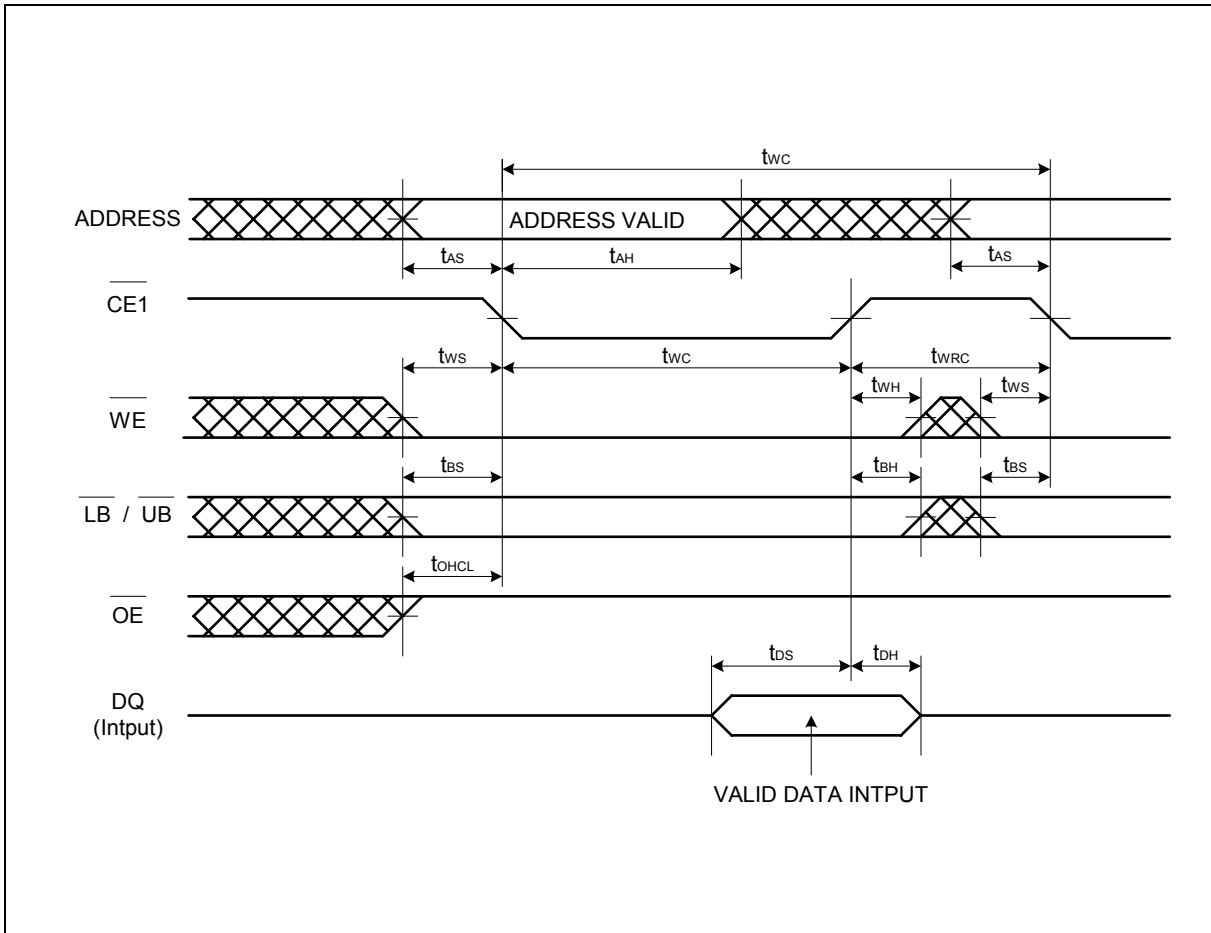 tWC
ADDRESS
ADDRESS VALID
tAS
tAH
tAS
CE1
tWS
tWC
tWRC
tWH
tWS
WE
tBS
tBH
tBS
LB / UB
tOHCL
OE
tDS
tDH
DQ
(Intput)
VALID DATA INTPUT